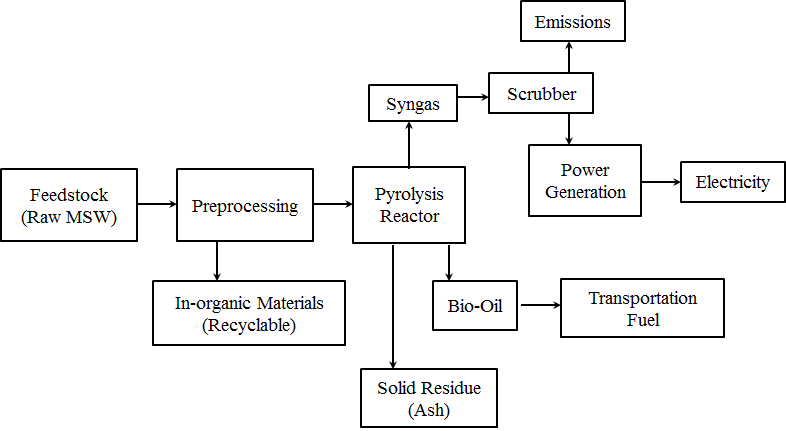 Emissions
Syngas
Scrubber
Feedstock
(Raw MSW)
Preprocessing
Pyrolysis
Reactor
Power
Generation
Electricity
In-organic Materials
(Recyclable)
Bio-Oil
Transportation
Fuel
Solid Residue
(Ash)